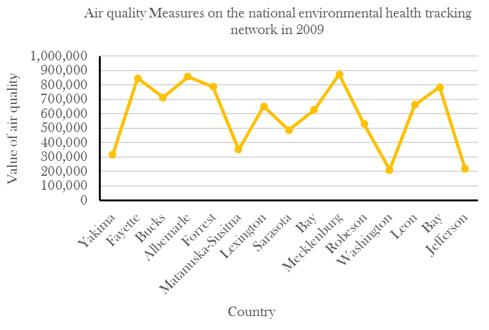 Air quality Measures on the national environmental health tracking
network in 2009
Value of air quality
1,000,000
900,000
800,000
700,000
600,000
500,000
400,000
300,000
200,000
100,000
0
Yakima
Fayette
Bucks
Albemarle
Forrest
Matanuska-Susitna
Lexington
Sarasota
Bay
Mecklenburg
Robeson
Washington
Leon
Bay
Jefferson
Country